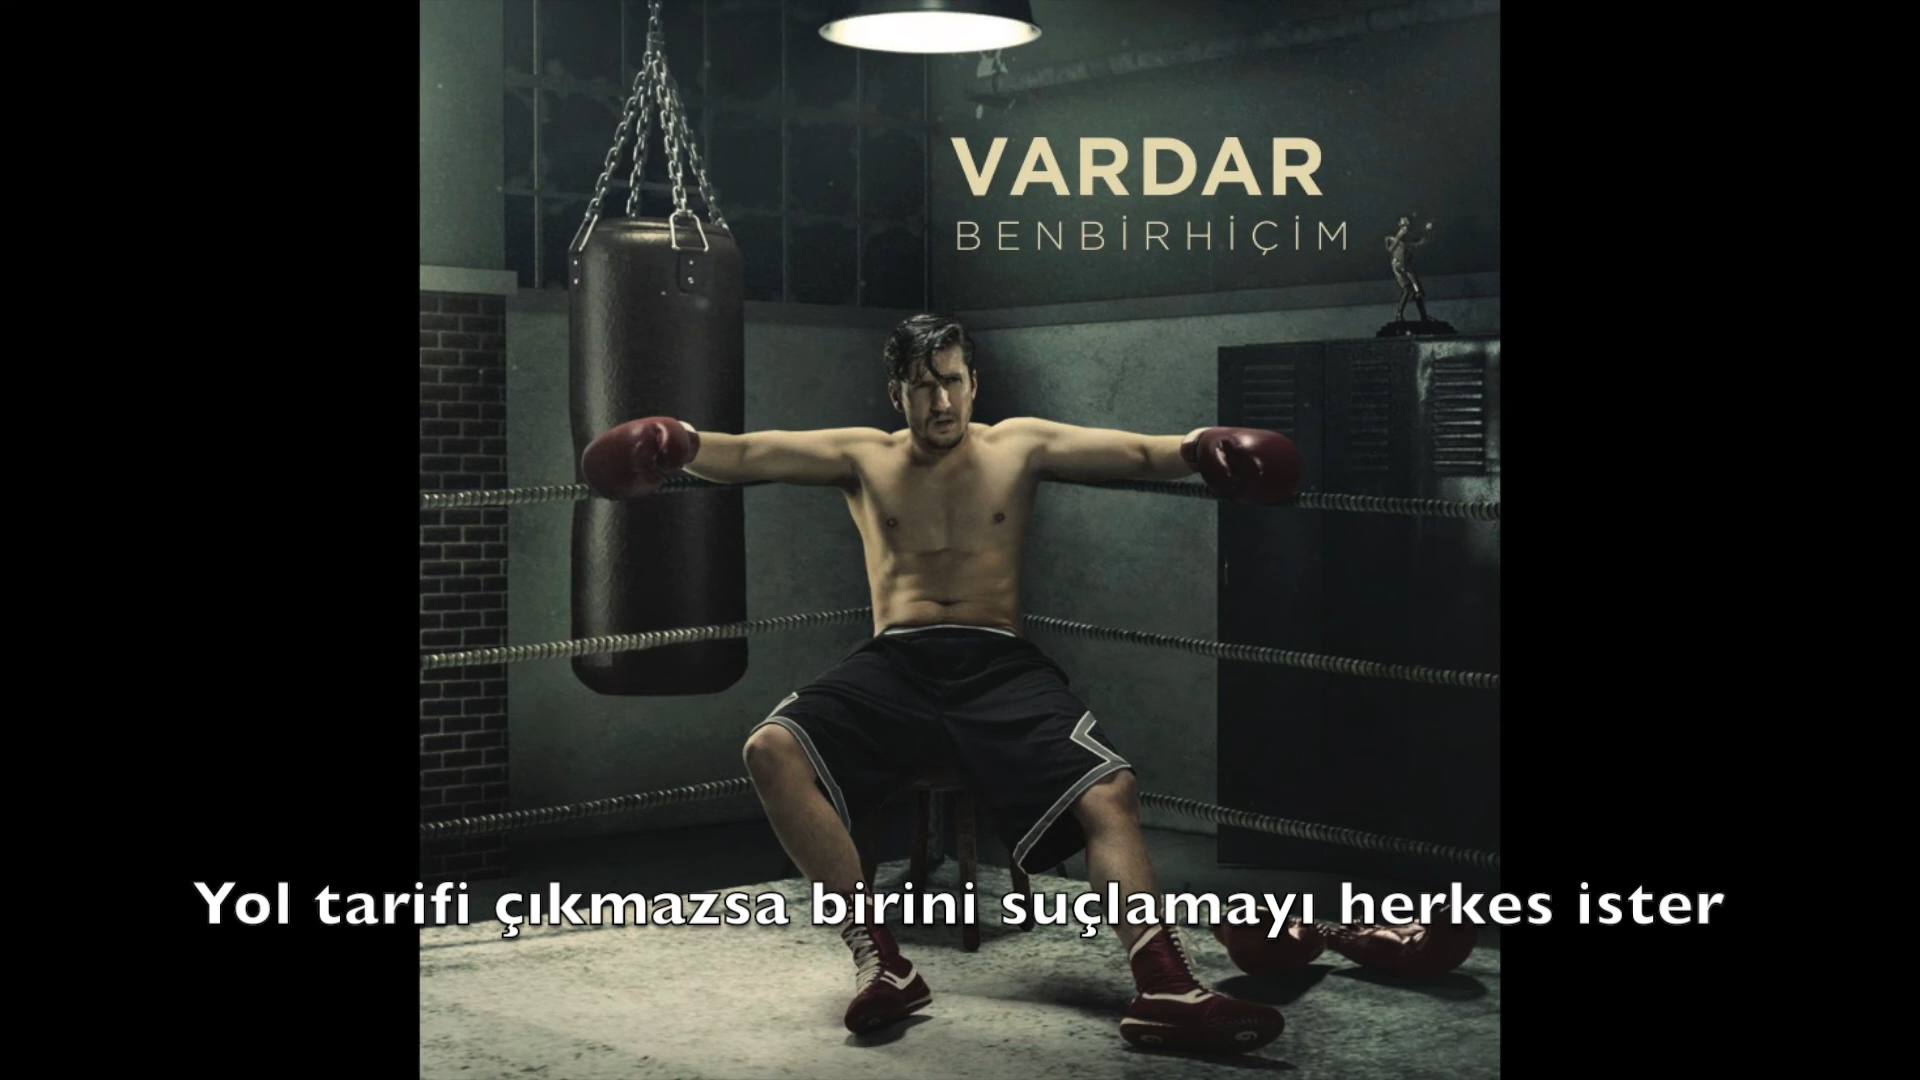 VARDAR
BENBİRHİÇİM
Yol tarifi çıkmazsa birini suçlamayı herkes ister